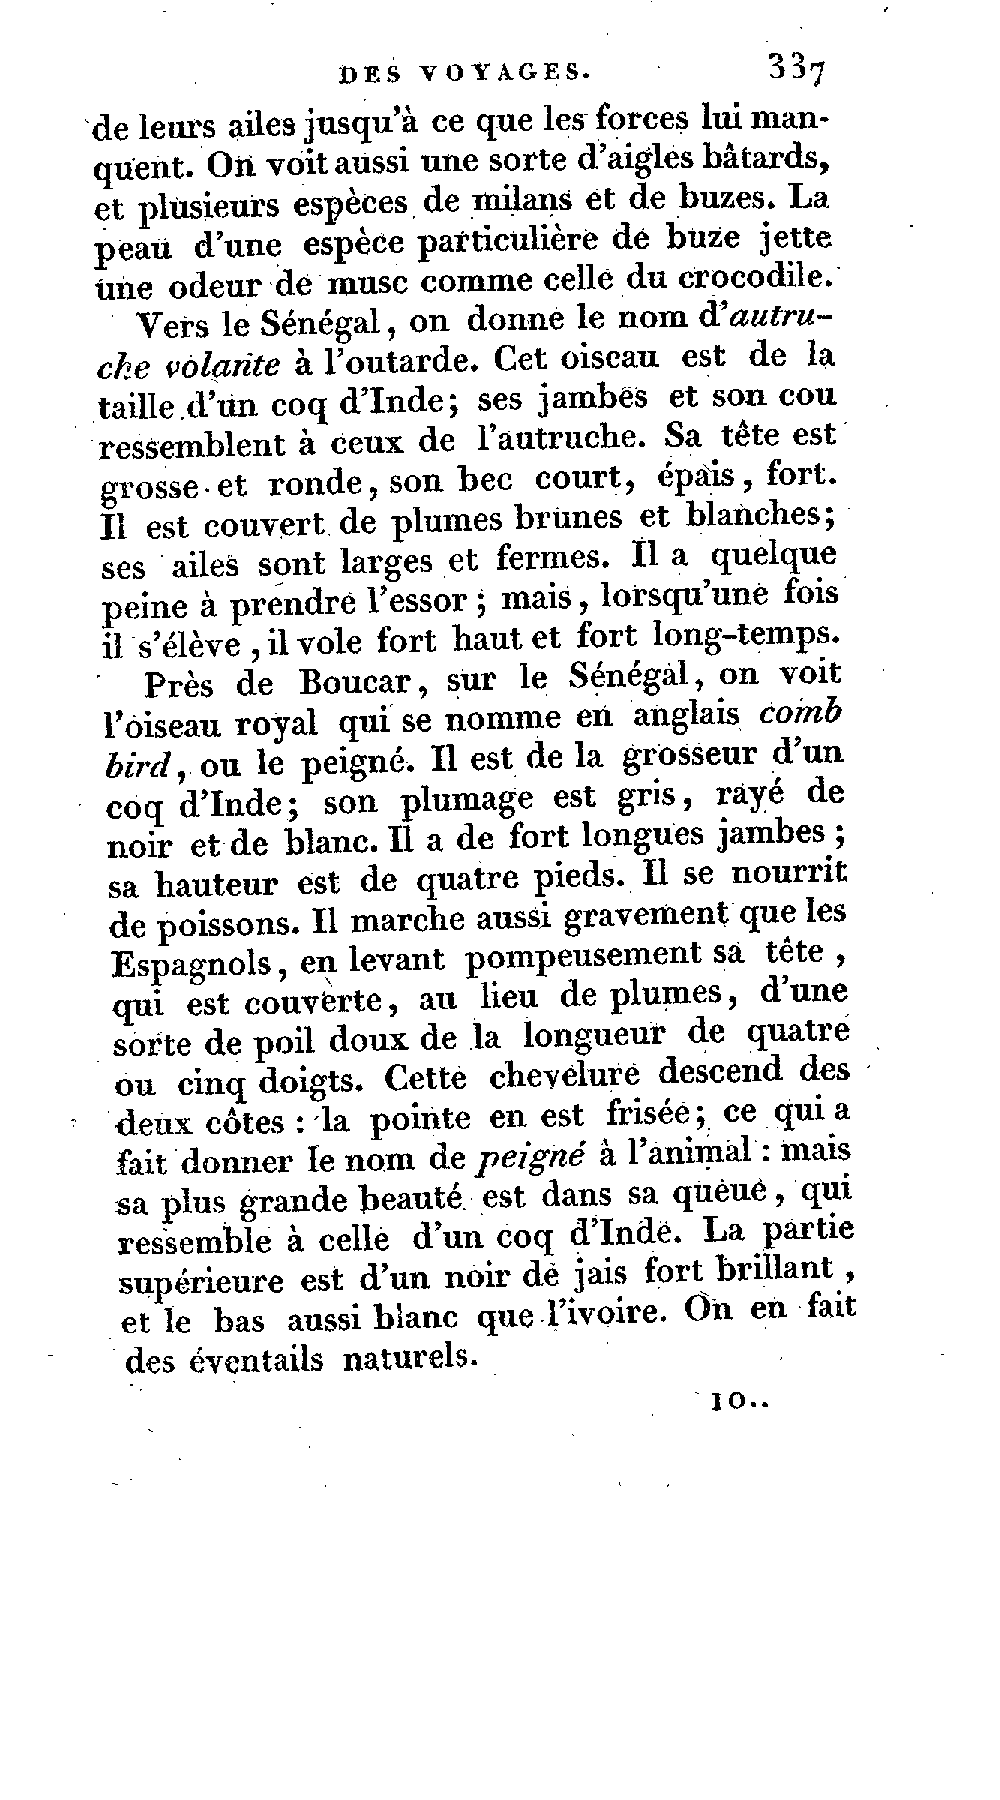 DES VOYAGES. 337
de leurs ailes jusqu'à ce que les forces lui man-
quent. On voit aussi une sorte d'aigles bâtards,
et plusieurs espèces de milans et de buzes. La
peau d'une espèce particulière de buze jette
une odeur de musc comme celle du crocodile.
Vers le Sénégal, on donne le nom d'autru-
che volante à l'outarde. Cet oiseau est de la
taille d'un coq d'Inde; ses jambes et son cou
ressemblent à ceux de l'autruche. Sa tête est
grosse et ronde, son bec court, épais, fort.
Il est couvert de plumes brunes et blanches;
ses ailes sont larges et fermes. Il a quelque
peine à prendre l'essor; mais, lorsqu'une fois
il s'élève, il vole fort haut et fort long-temps.
Près de Boucar, sur le Sénégal, on voit
l'oiseau royal qui se nomme en anglais comb
bird, ou le peigné. Il est de la grosseur d'un
coq d'Inde; son plumage est gris, rayé de
noir et de blanc. Il a de fort longues jambes;
sa hauteur est de quatre pieds. Il se nourrit
de poissons. Il marche aussi gravement que les
Espagnols, en levant pompeusement sa tête,
qui est couverte, au lieu de plumes, d'une
sorte de poil doux de la longueur de quatre
ou cinq doigts. Cette chevelure descend des
deux côtes : la pointe en est frisée; ce qui a
fait donner le nom de peigné à l'animal : mais
sa plus grande beauté est dans sa queue, qui
ressemble à celle d'un coq d'Inde. La partie
supérieure est d'un noir de jais fort brillant,
et le bas aussi blanc que l'ivoire. On en fait
des éventails naturels.
10..